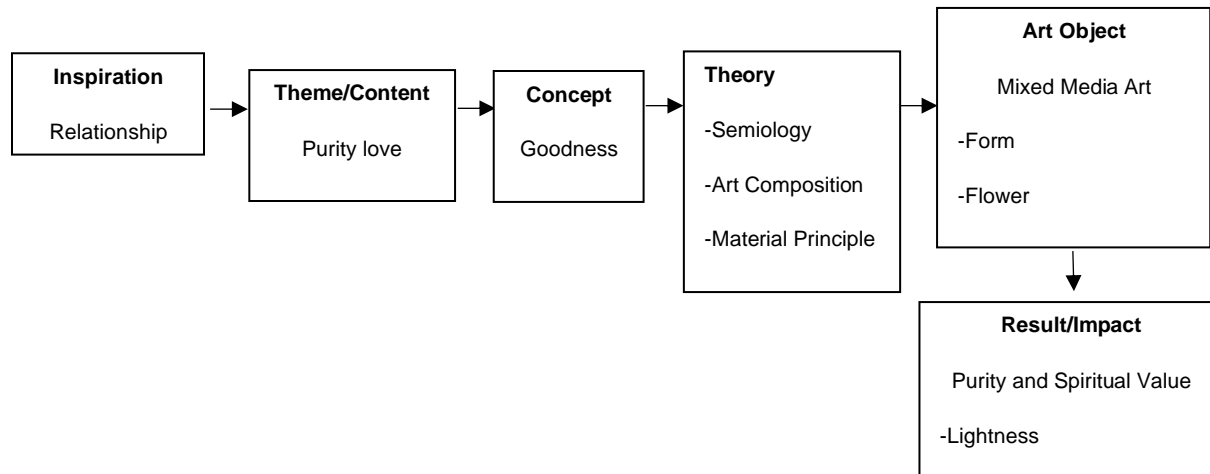 Inspiration
Relationship
Theme/Content
Purity love
Concept
Goodness
Theory
-Semiology
-Art Composition
-Material Principle
Art Object
Mixed Media Art
-Form
-Flower
Result/Impact
Purity and Spiritual Value
-Lightness